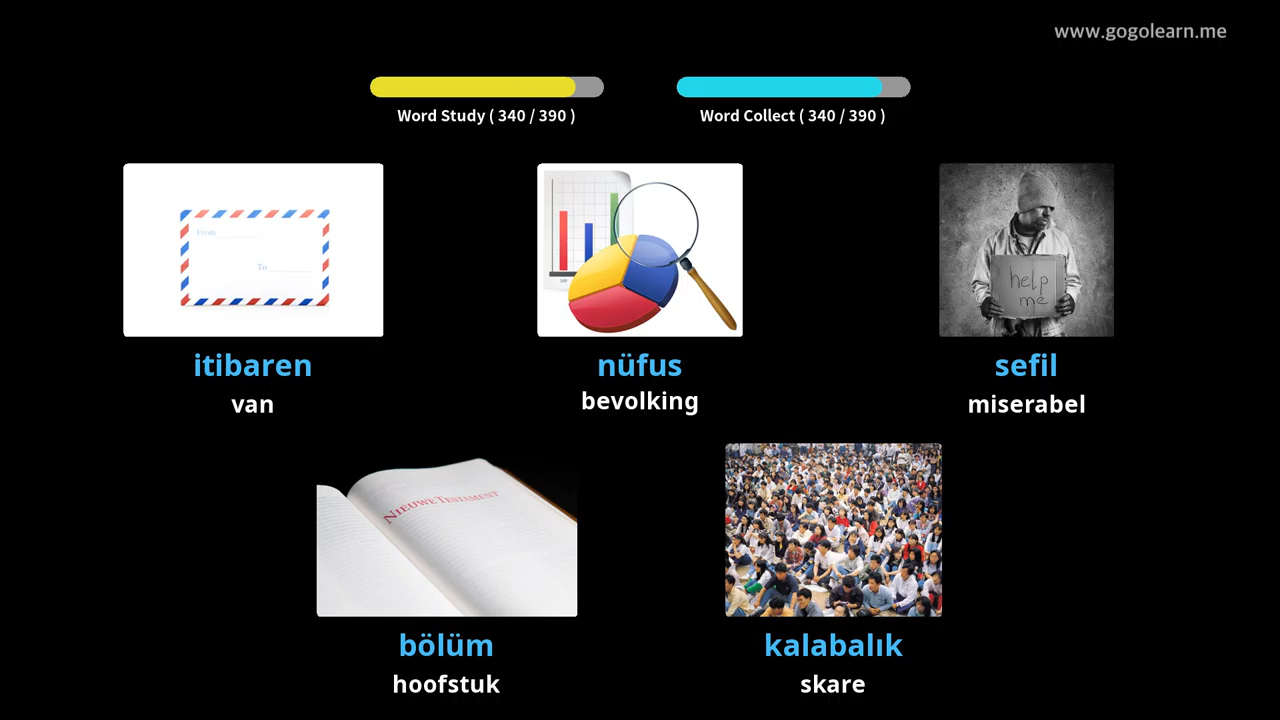 www.gogolearn.me
Word Study ( 340 / 390 )
Word Collect ( 340 / 390 )
From
To
100
help
me
itibaren
van
nüfus
bevolking
sefil
miserabel
NIEUWE TESTAMENT
bölüm
hoofstuk
kalabalık
skare